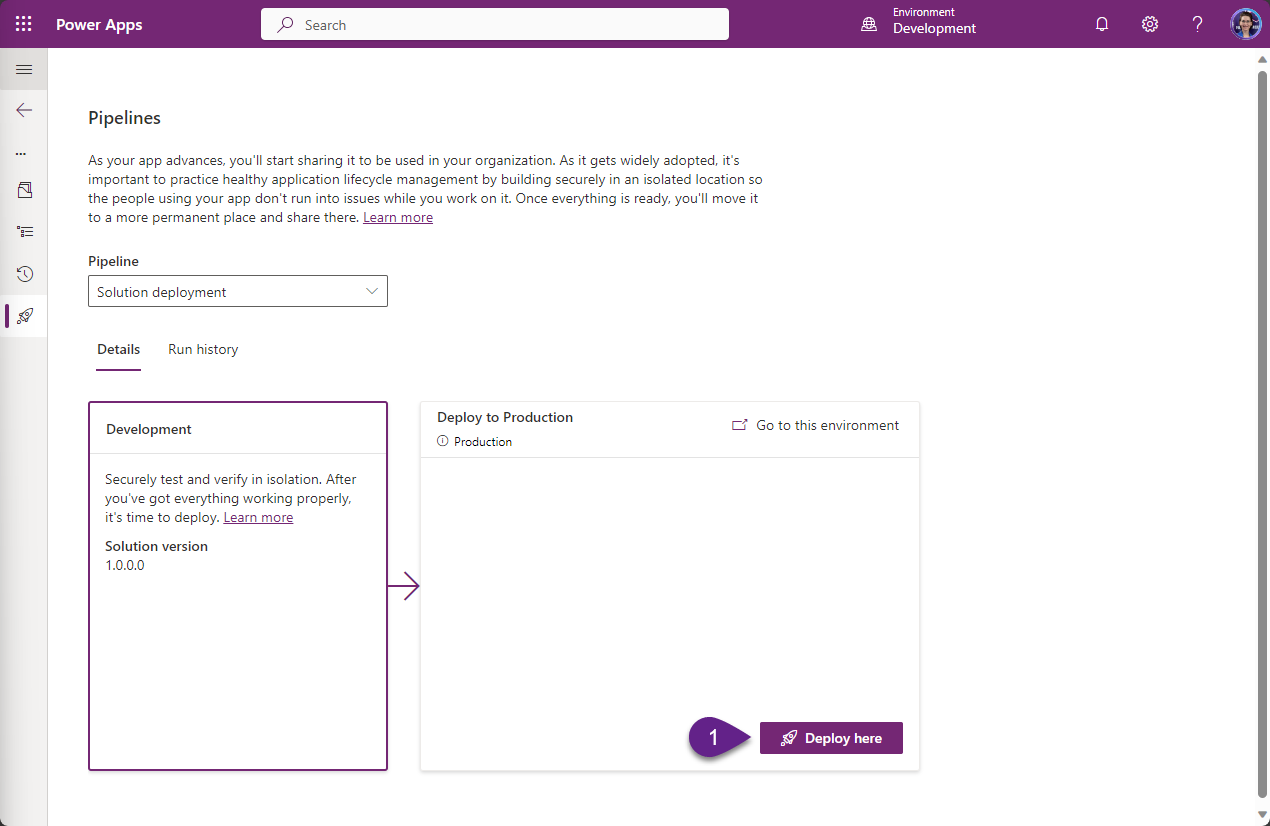 Power Apps
Search
Environment
Development
Pipelines
As your app advances, you'll start sharing it to be used in your organization. As it gets widely adopted, it's
important to practice healthy application lifecycle management by building securely in an isolated location so
the people using your app don't run into issues while you work on it. Once everything is ready, you'll move it
to a more permanent place and share there. Learn more
Pipeline
Solution deployment
Details
Run history
Development
Securely test and verify in isolation. After
you've got everything working properly,
it's time to deploy. Learn more
Solution version
1.0.0.0
Deploy to Production
Production
Go to this environment
1
Deploy here